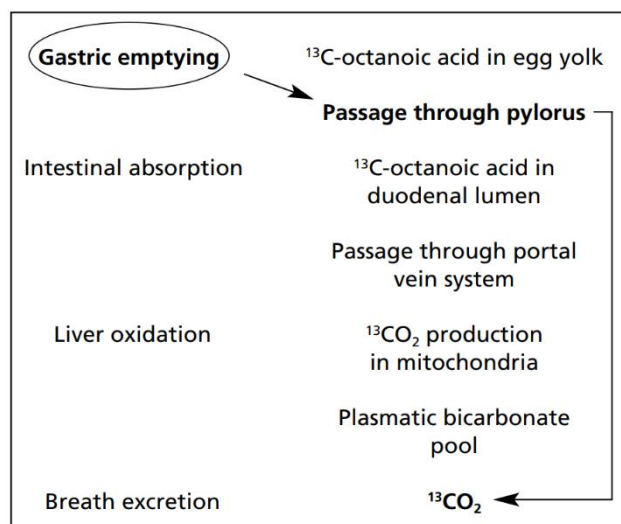 Gastric emptying
¹³C-octanoic acid in egg yolk
Passage through pylorus
Intestinal absorption
¹³C-octanoic acid in
duodenal lumen
Passage through portal
vein system
Liver oxidation
¹³CO₂ production
in mitochondria
Plasmatic bicarbonate
pool
Breath excretion
¹³CO₂